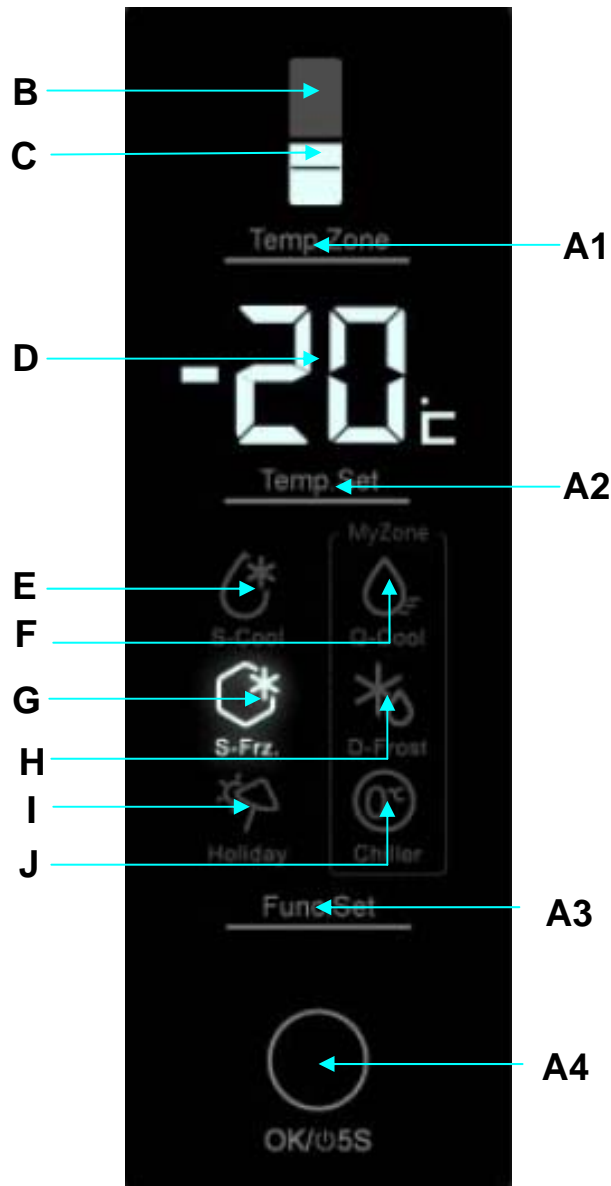 B
C
Temp.Zone A1
D -20℃
Temp.Set A2
MyZone
E
F S-Cool Q-Cool
G
S-Frz. D-Frost
H
I 0℃
J Holiday Chiller
Func.Set A3
A4
OK/⏻5S